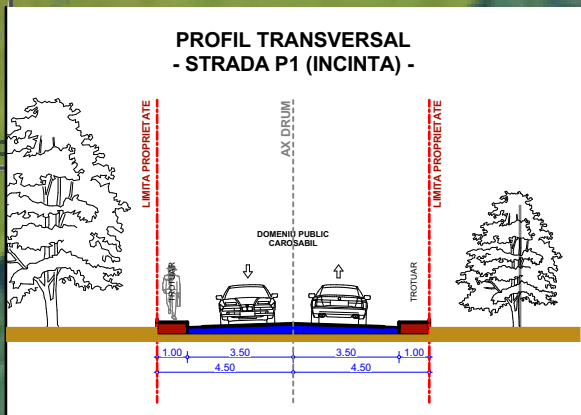 PROFIL TRANSVERSAL
- STRADA P1 (INCINTA) -
LIMITA PROPRIETATE
AX DRUM
LIMITA PROPRIETATE
DOMENIU PUBLIC
CAROSABIL
TROTUAR
TROTUAR
1.00 3.50 3.50 1.00
4.50 4.50